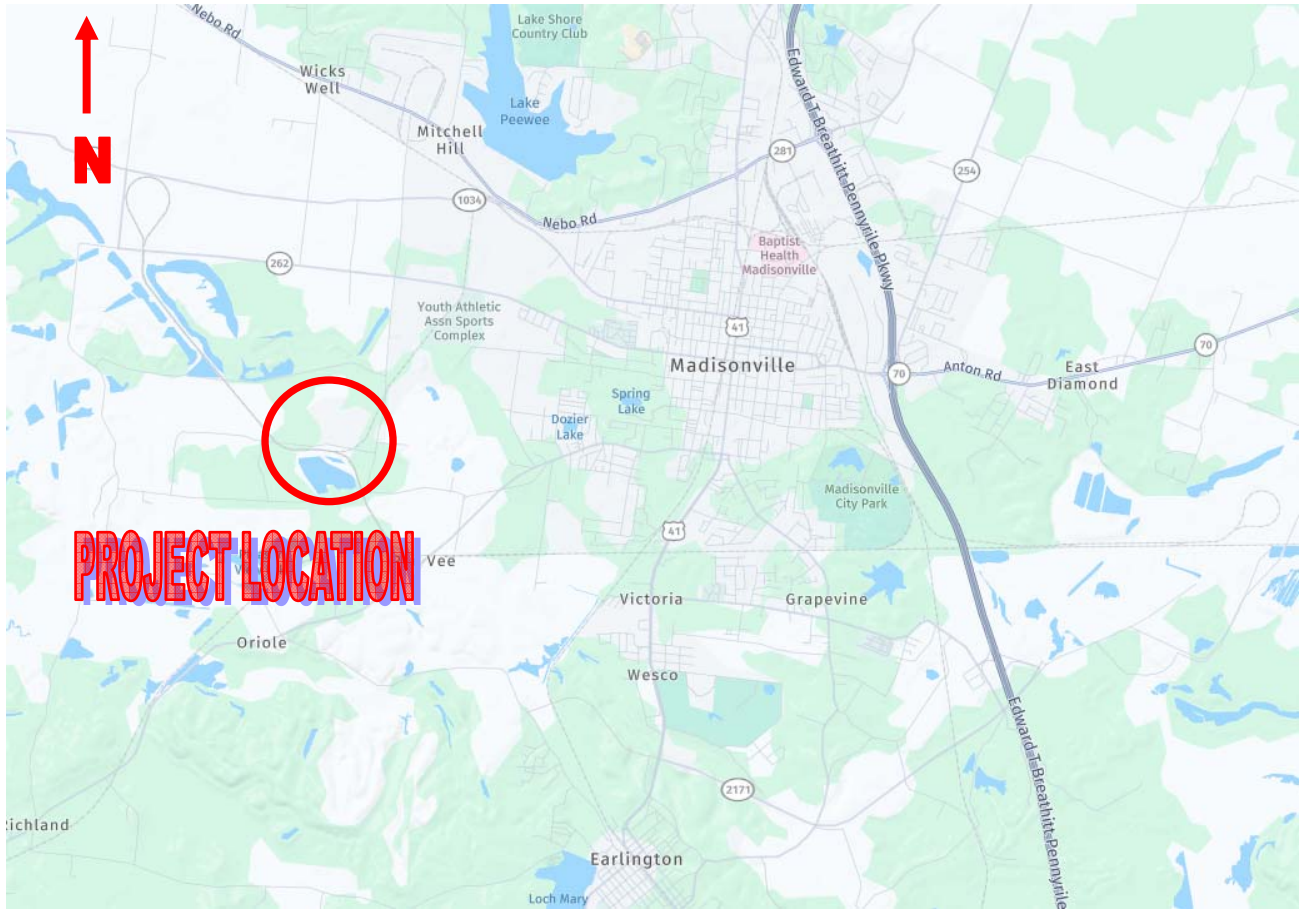 Nebo Rd
Lake Shore
Country Club
Wicks
Well
Lake
Peewee
Mitchell
Hill
N
Edward T Breathitt Pennyrile Pkwy
281
254
1034
Nebo Rd
Baptist
Health
Madisonville
262
Youth Athletic
Assn Sports
Complex
41
Madisonville
70
Anton Rd
East
Diamond
70
Spring
Lake
Dozier
Lake
Madisonville
City Park
41
PROJECT LOCATION
Vee
Victoria
Grapevine
Oriole
Wesco
Edward T Breathitt Pennyrile
2171
Richland
Earlington
Loch Mary